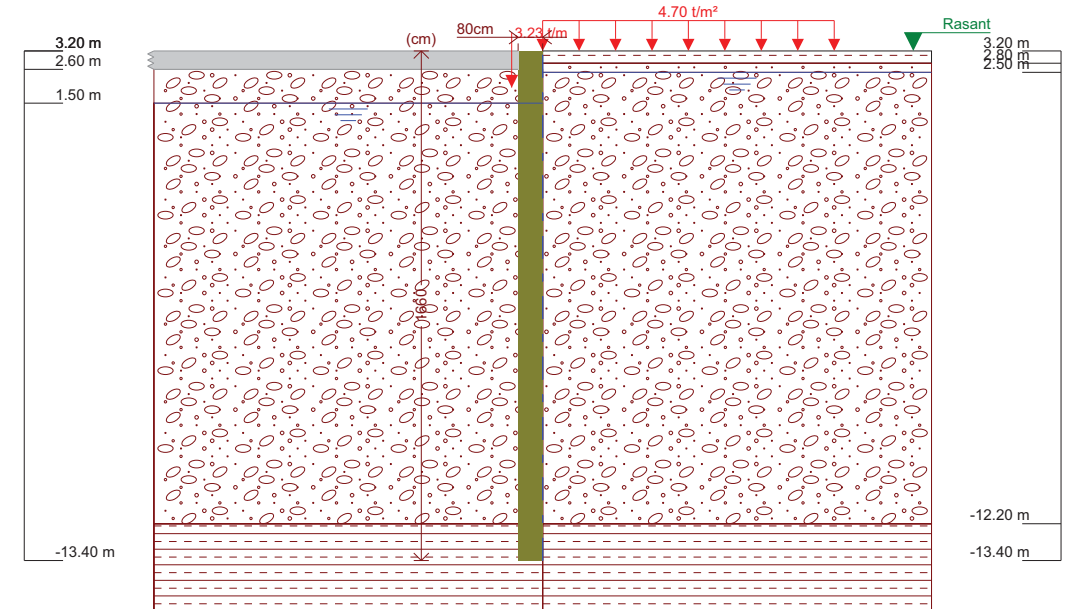 4.70 t/m²
Rasant
80cm
3.23 t/m
(cm)
3.20 m
2.60 m
1.50 m
3.20 m
2.80 m
2.50 m
1660
-12.20 m
-13.40 m
-13.40 m